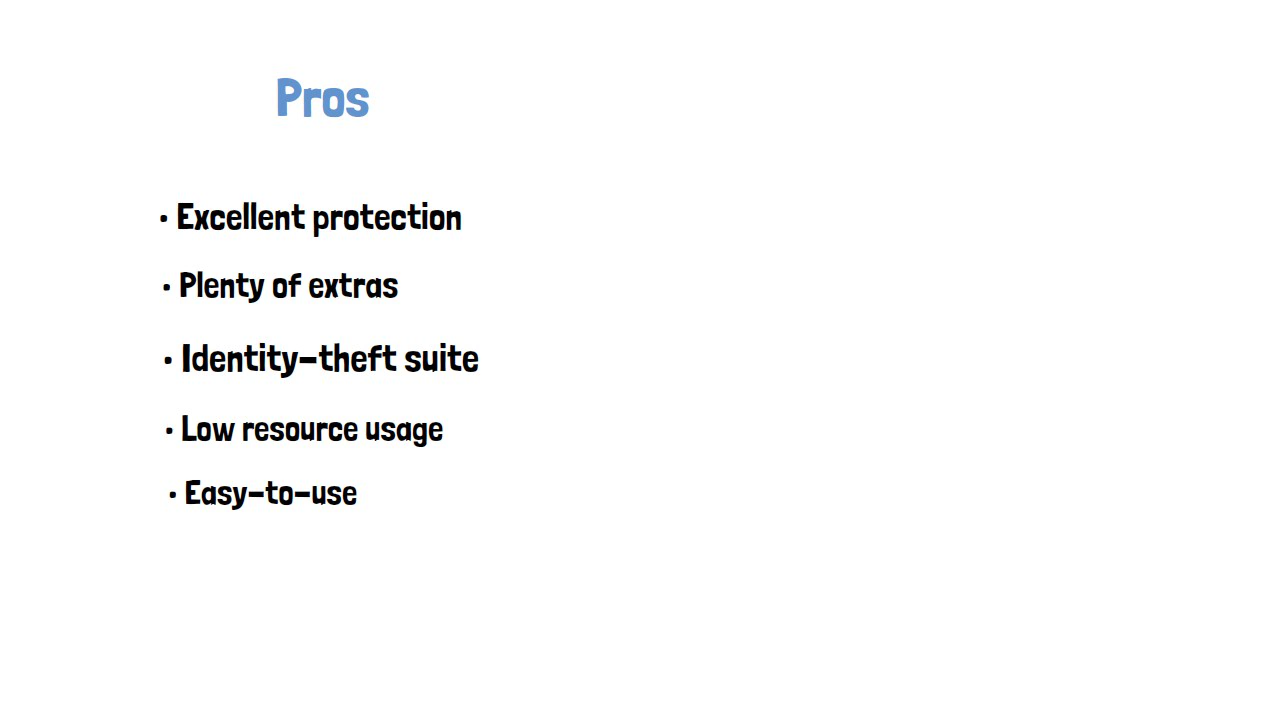 Pros
• Excellent protection
• Plenty of extras
• Identity-theft suite
• Low resource usage
• Easy-to-use